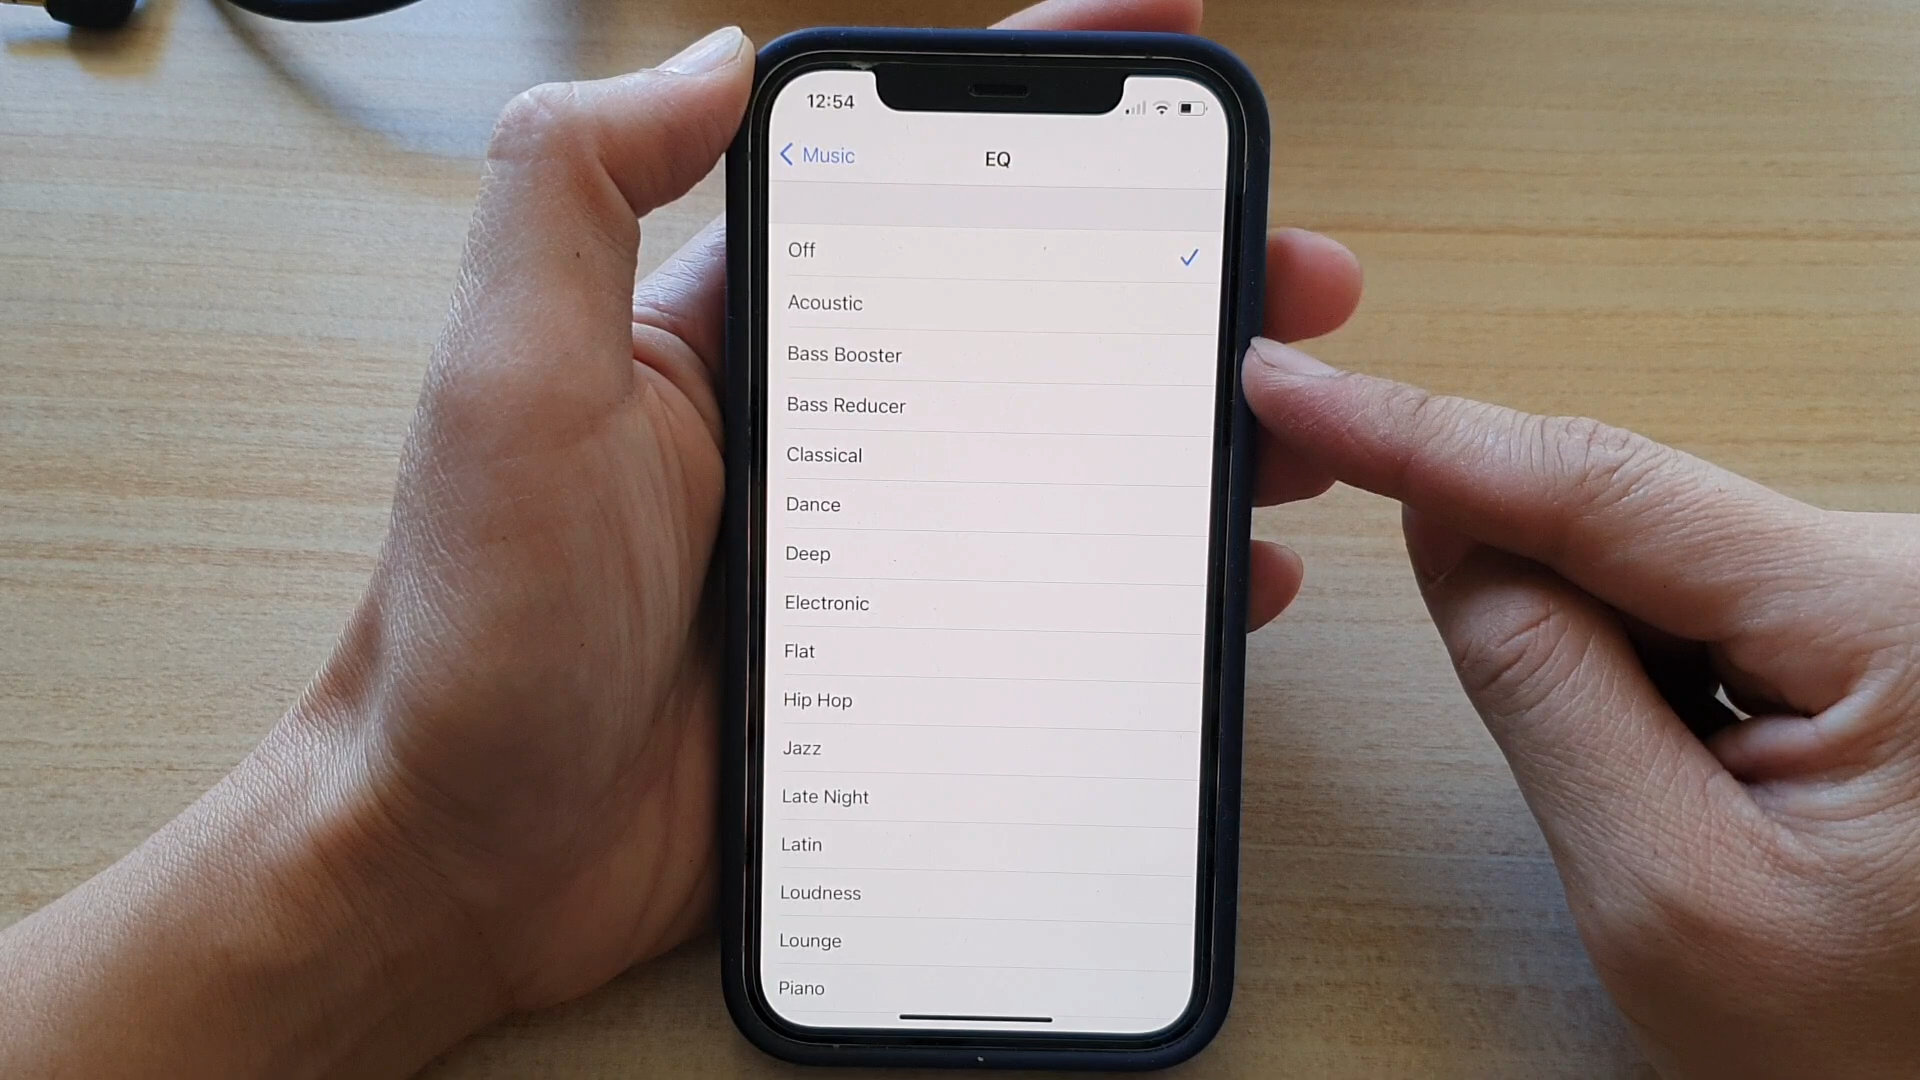 12:54
Music
EQ
Off
Acoustic
Bass Booster
Bass Reducer
Classical
Dance
Deep
Electronic
Flat
Hip Hop
Jazz
Late Night
Latin
Loudness
Lounge
Piano